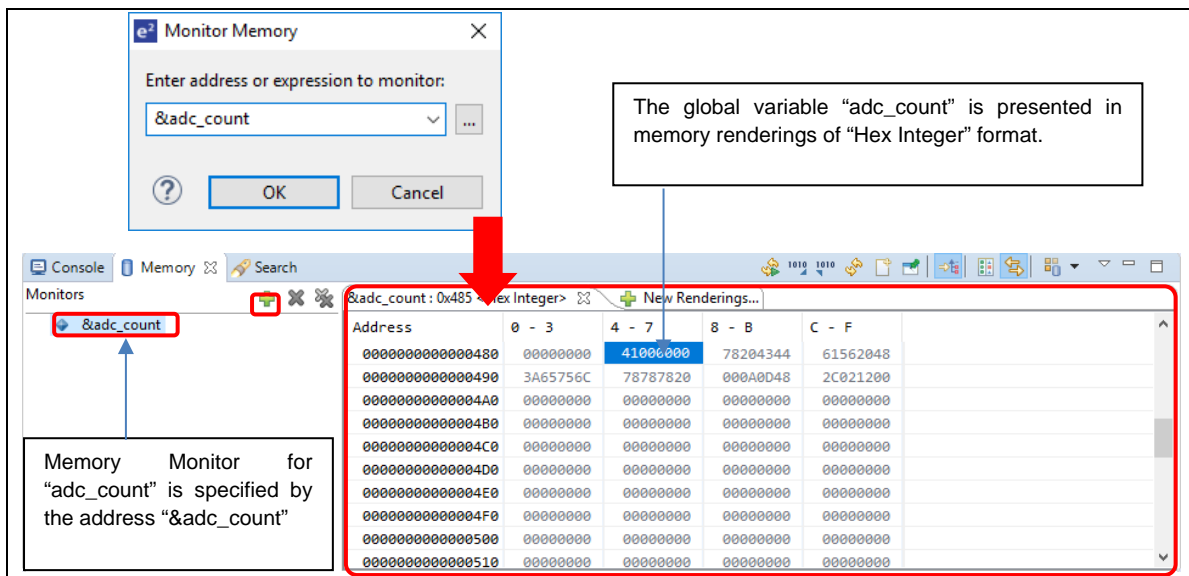 e² Monitor Memory
Enter address or expression to monitor:
&adc_count
...
OK
Cancel
The global variable “adc_count” is presented in
memory renderings of “Hex Integer” format.
Console Memory Search
1010 1010
Monitors
&adc_count
&adc_count : 0x485 <Hex Integer> New Renderings...
Address 0 - 3 4 - 7 8 - B C - F
0000000000000480 00000000 41000000 78204344 61562048
0000000000000490 3A65756C 78787820 000A0D48 2C021200
00000000000004A0 00000000 00000000 00000000 00000000
00000000000004B0 00000000 00000000 00000000 00000000
00000000000004C0 00000000 00000000 00000000 00000000
00000000000004D0 00000000 00000000 00000000 00000000
00000000000004E0 00000000 00000000 00000000 00000000
00000000000004F0 00000000 00000000 00000000 00000000
0000000000000500 00000000 00000000 00000000 00000000
0000000000000510 00000000 00000000 00000000 00000000
Memory Monitor for
“adc_count” is specified by
the address “&adc_count”